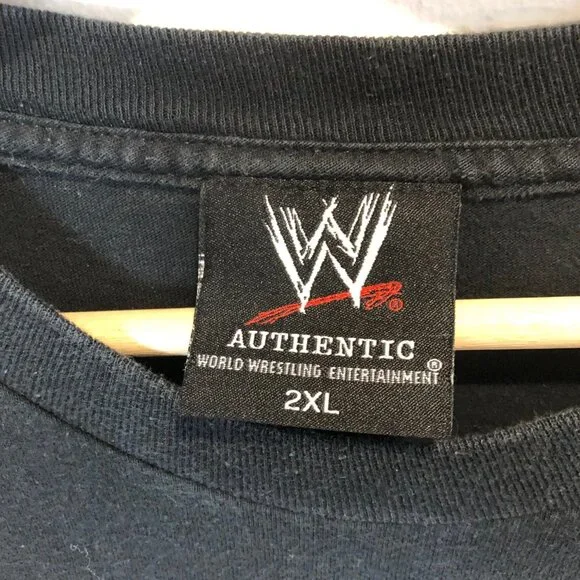 W®
AUTHENTIC
WORLD WRESTLING ENTERTAINMENT®
2XL